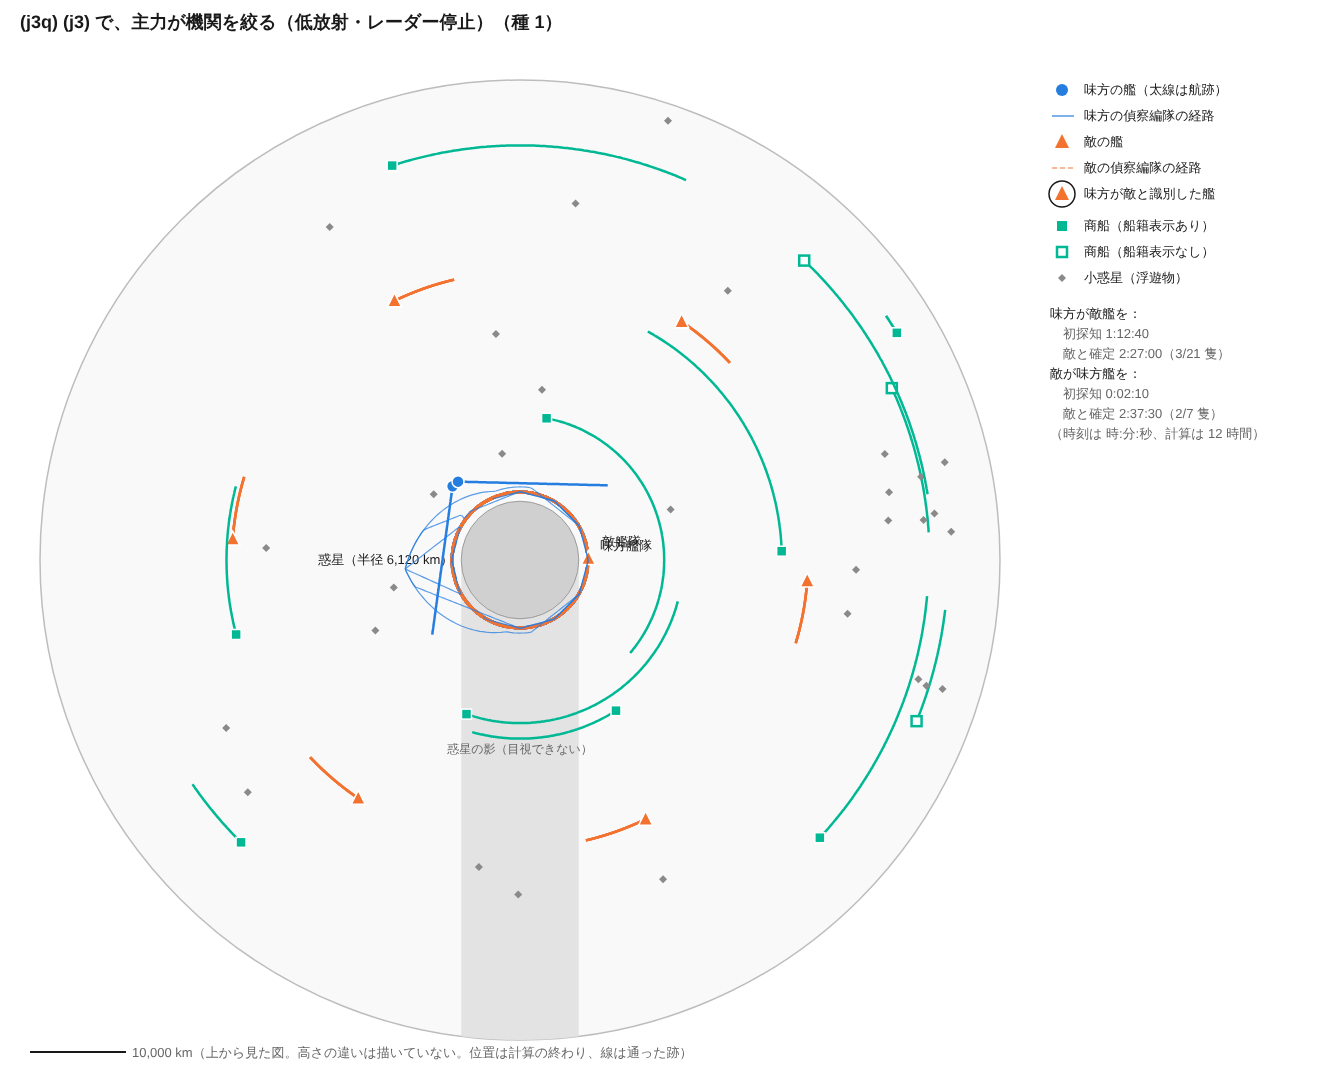 (j3q) (j3) で、主力が機関を絞る（低放射・レーダー停止）（種 1）
味方の艦（太線は航跡）
味方の偵察編隊の経路
敵の艦
敵の偵察編隊の経路
味方が敵と識別した艦
商船（船籍表示あり）
商船（船籍表示なし）
小惑星（浮遊物）
味方が敵艦を：
初探知 1:12:40
敵と確定 2:27:00（3/21 隻）
敵が味方艦を：
初探知 0:02:10
敵と確定 2:37:30（2/7 隻）
（時刻は 時:分:秒、計算は 12 時間）
敵艦隊
味方艦隊
惑星（半径 6,120 km）
惑星の影（目視できない）
10,000 km（上から見た図。高さの違いは描いていない。位置は計算の終わり、線は通った跡）